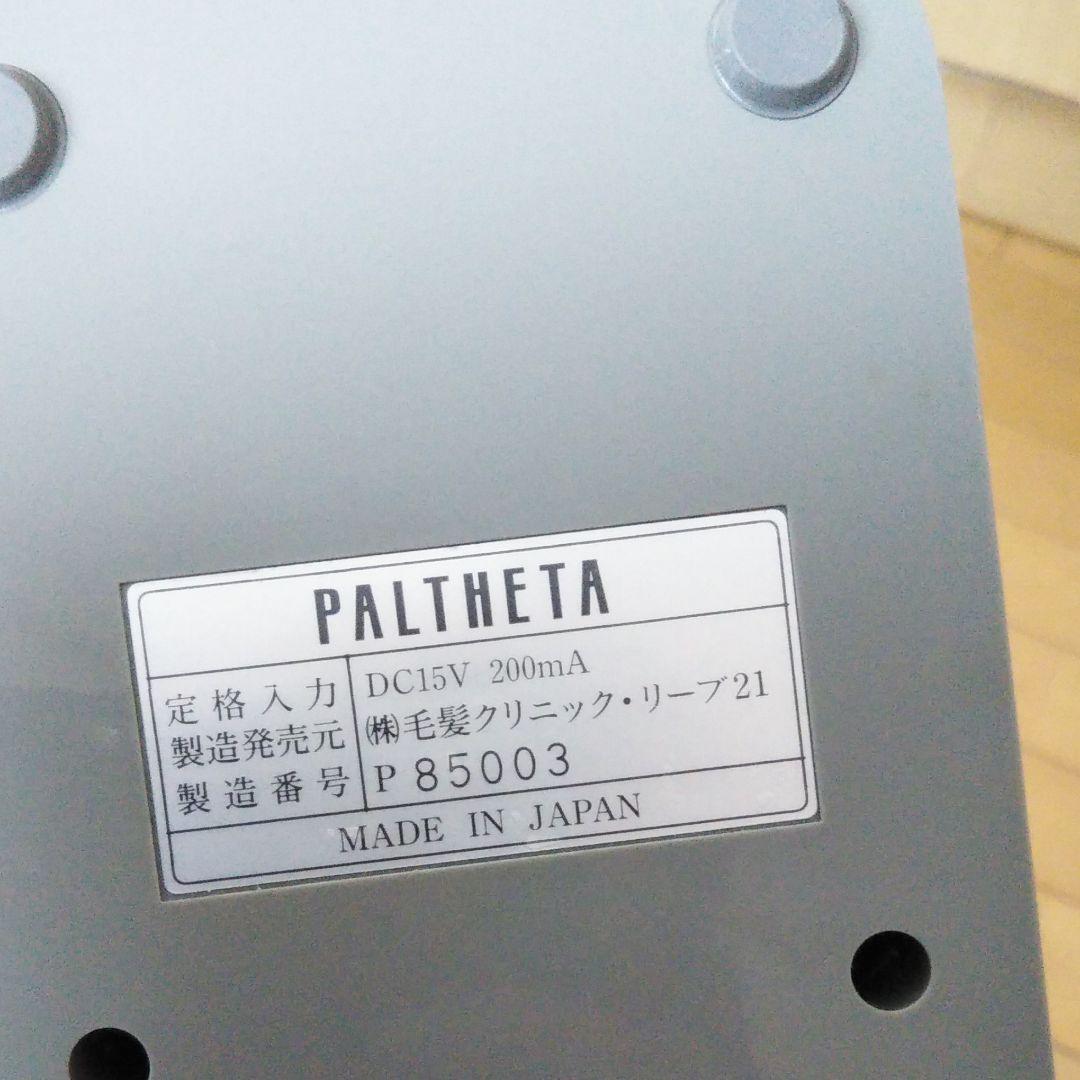 PALTHETA
定格入力 DC15V 200mA
製造発売元 ㈱毛髪クリニック・リーブ21
製造番号 P 85003
MADE IN JAPAN